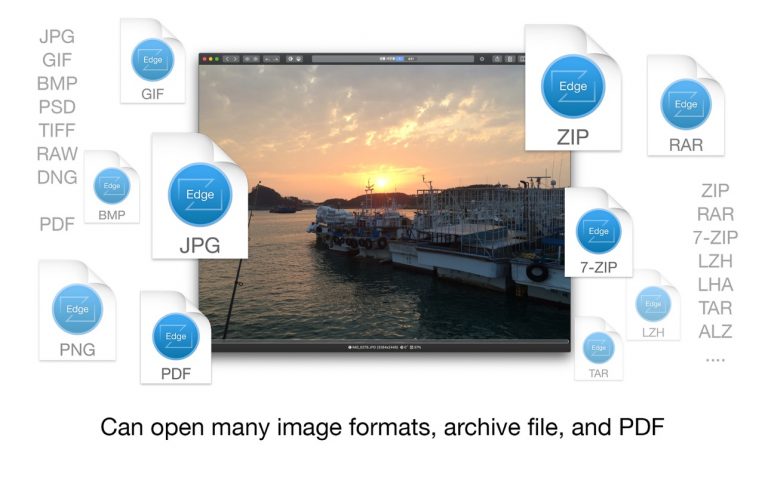 JPG
GIF
BMP
PSD
TIFF
RAW
DNG
PDF
Edge
GIF
Edge
BMP
Edge
JPG
Edge
PNG
Edge
PDF
Edge
ZIP
Edge
RAR
Edge
7-ZIP
Edge
LZH
Edge
TAR
ZIP
RAR
7-ZIP
LZH
LHA
TAR
ALZ
....
Can open many image formats, archive file, and PDF